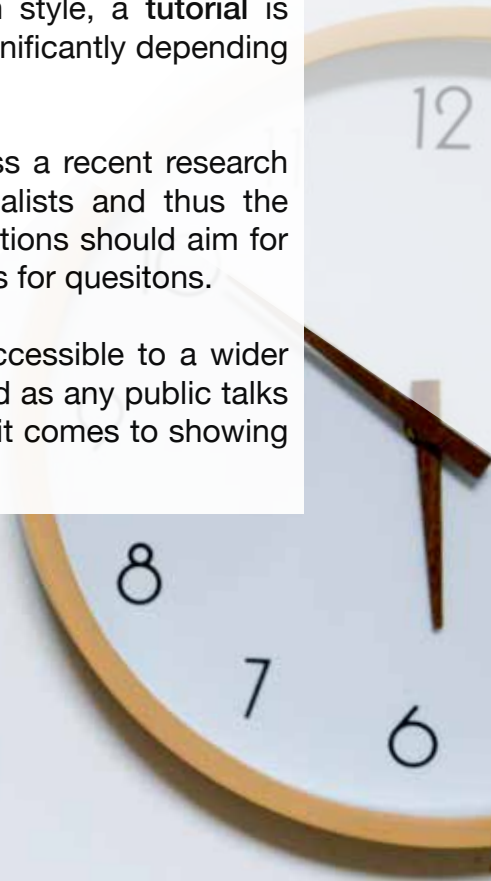 style, a tutorial is
nificantly depending
ss a recent research
alists and thus the
tions should aim for
s for quesitons.
ccessible to a wider
d as any public talks
it comes to showing
12
8
7
6